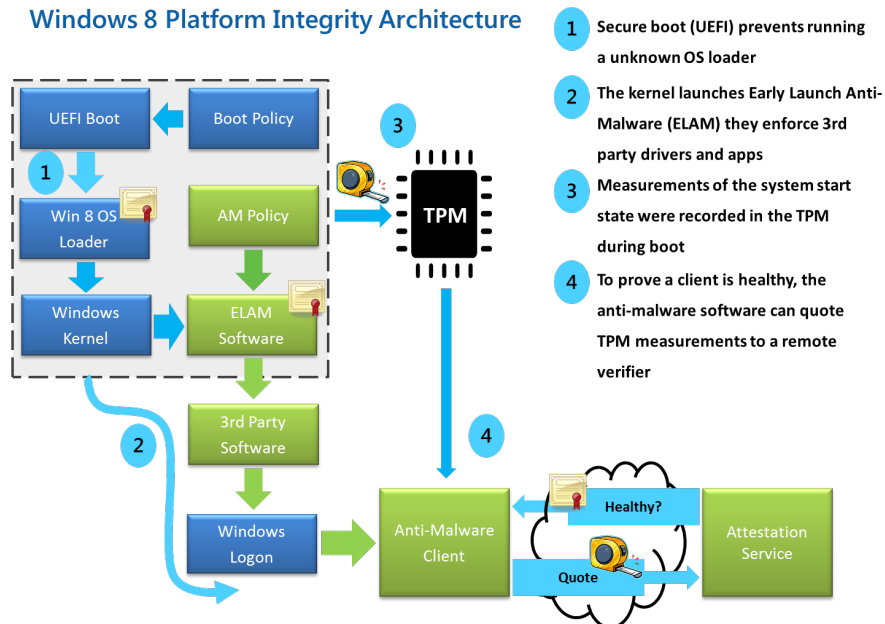 Windows 8 Platform Integrity Architecture
1
Secure boot (UEFI) prevents running
a unknown OS loader
2
The kernel launches Early Launch Anti-
Malware (ELAM) they enforce 3rd
party drivers and apps
3
Measurements of the system start
state were recorded in the TPM
during boot
4
To prove a client is healthy, the
anti-malware software can quote
TPM measurements to a remote
verifier
UEFI Boot
Boot Policy
3
1
Win 8 OS
Loader
AM Policy
TPM
Windows
Kernel
ELAM
Software
3rd Party
Software
2
4
Windows
Logon
Anti-Malware
Client
Healthy?
Quote
Attestation
Service